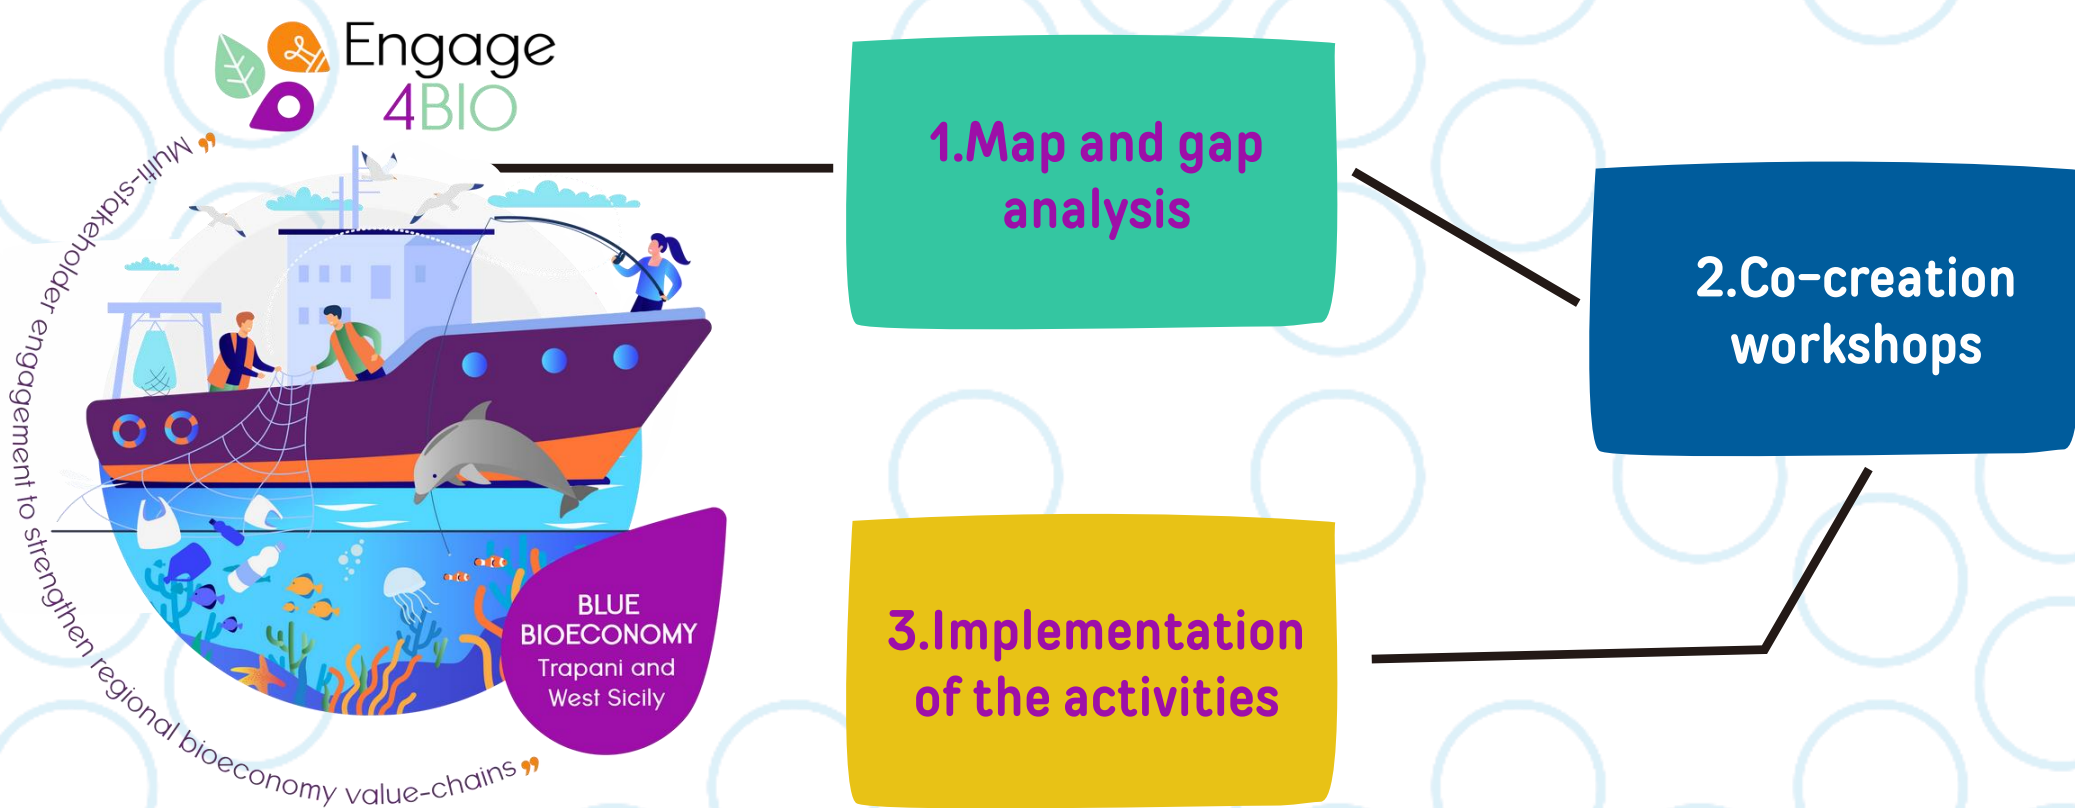 Engage
4BIO
Multi-stakeholder engagement to strengthen regional bioeconomy value-chains
BLUE
BIOECONOMY
Trapani and
West Sicily
1.Map and gap
analysis
2.Co-creation
workshops
3.Implementation
of the activities